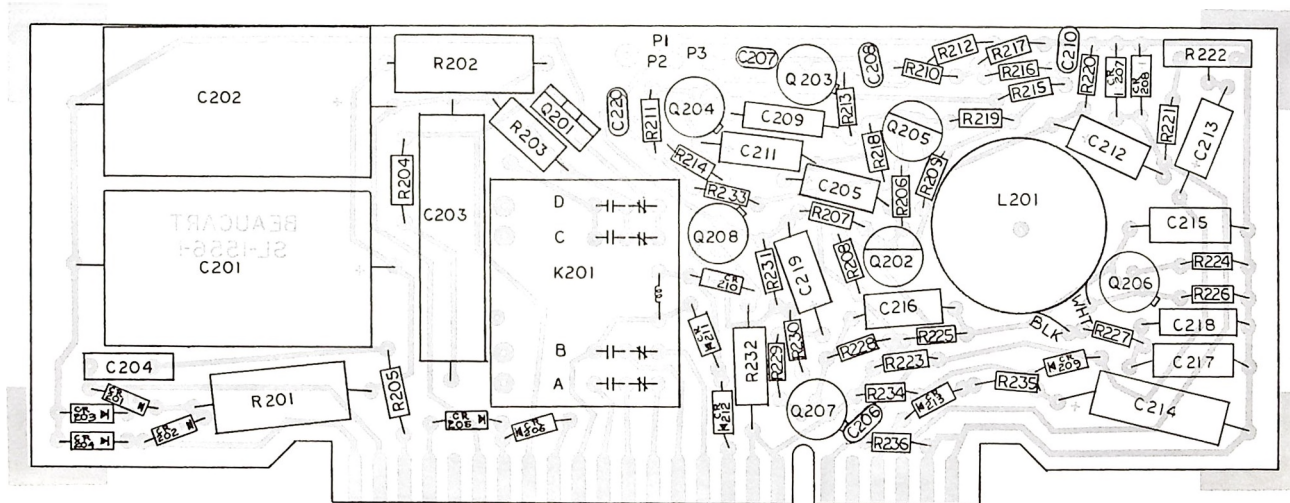 P1
P2
P3
C207
Q203
C208
R212
R217
C210
R220
CR 207
CR 208
R222
R202
C202
C220
R211
Q204
Q201
R203
C209
R213
R210
R216
R215
R219
R221
C213
C212
Q205
R218
C211
R214
R204
C203
R233
C205
R206
R209
L201
D
C
K201
B
A
BEAUCART
SL-1556-1
C201
Q208
R207
R208
Q202
C215
CR 210
R231
C219
R224
Q206
R226
C216
WHT
BLK
R227
C218
CR 211
R232
R229
R230
R228
R225
R223
CR 209
C217
C204
CR 201
CR 203
CR 202
CR 204
R201
R205
CR 205
CR 206
CR 212
Q207
C206
R234
CR 213
R235
R236
C214